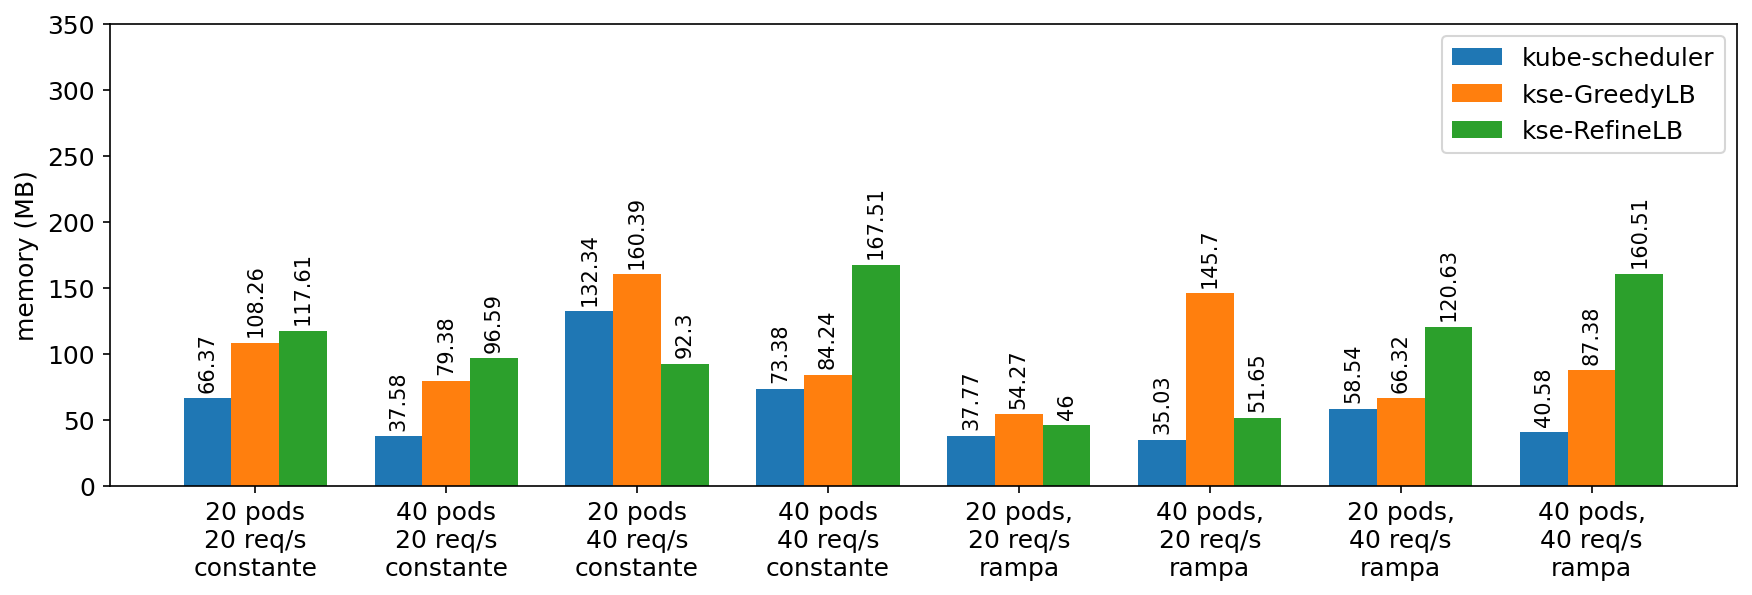 350
300
250
200
150
100
50
0
memory (MB)
kube-scheduler
kse-GreedyLB
kse-RefineLB
66.37
108.26
117.61
37.58
79.38
96.59
132.34
160.39
92.3
73.38
84.24
167.51
37.77
54.27
46
35.03
145.7
51.65
58.54
66.32
120.63
40.58
87.38
160.51
20 pods
20 req/s
constante
40 pods
20 req/s
constante
20 pods
40 req/s
constante
40 pods
40 req/s
constante
20 pods,
20 req/s
rampa
40 pods,
20 req/s
rampa
20 pods,
40 req/s
rampa
40 pods,
40 req/s
rampa